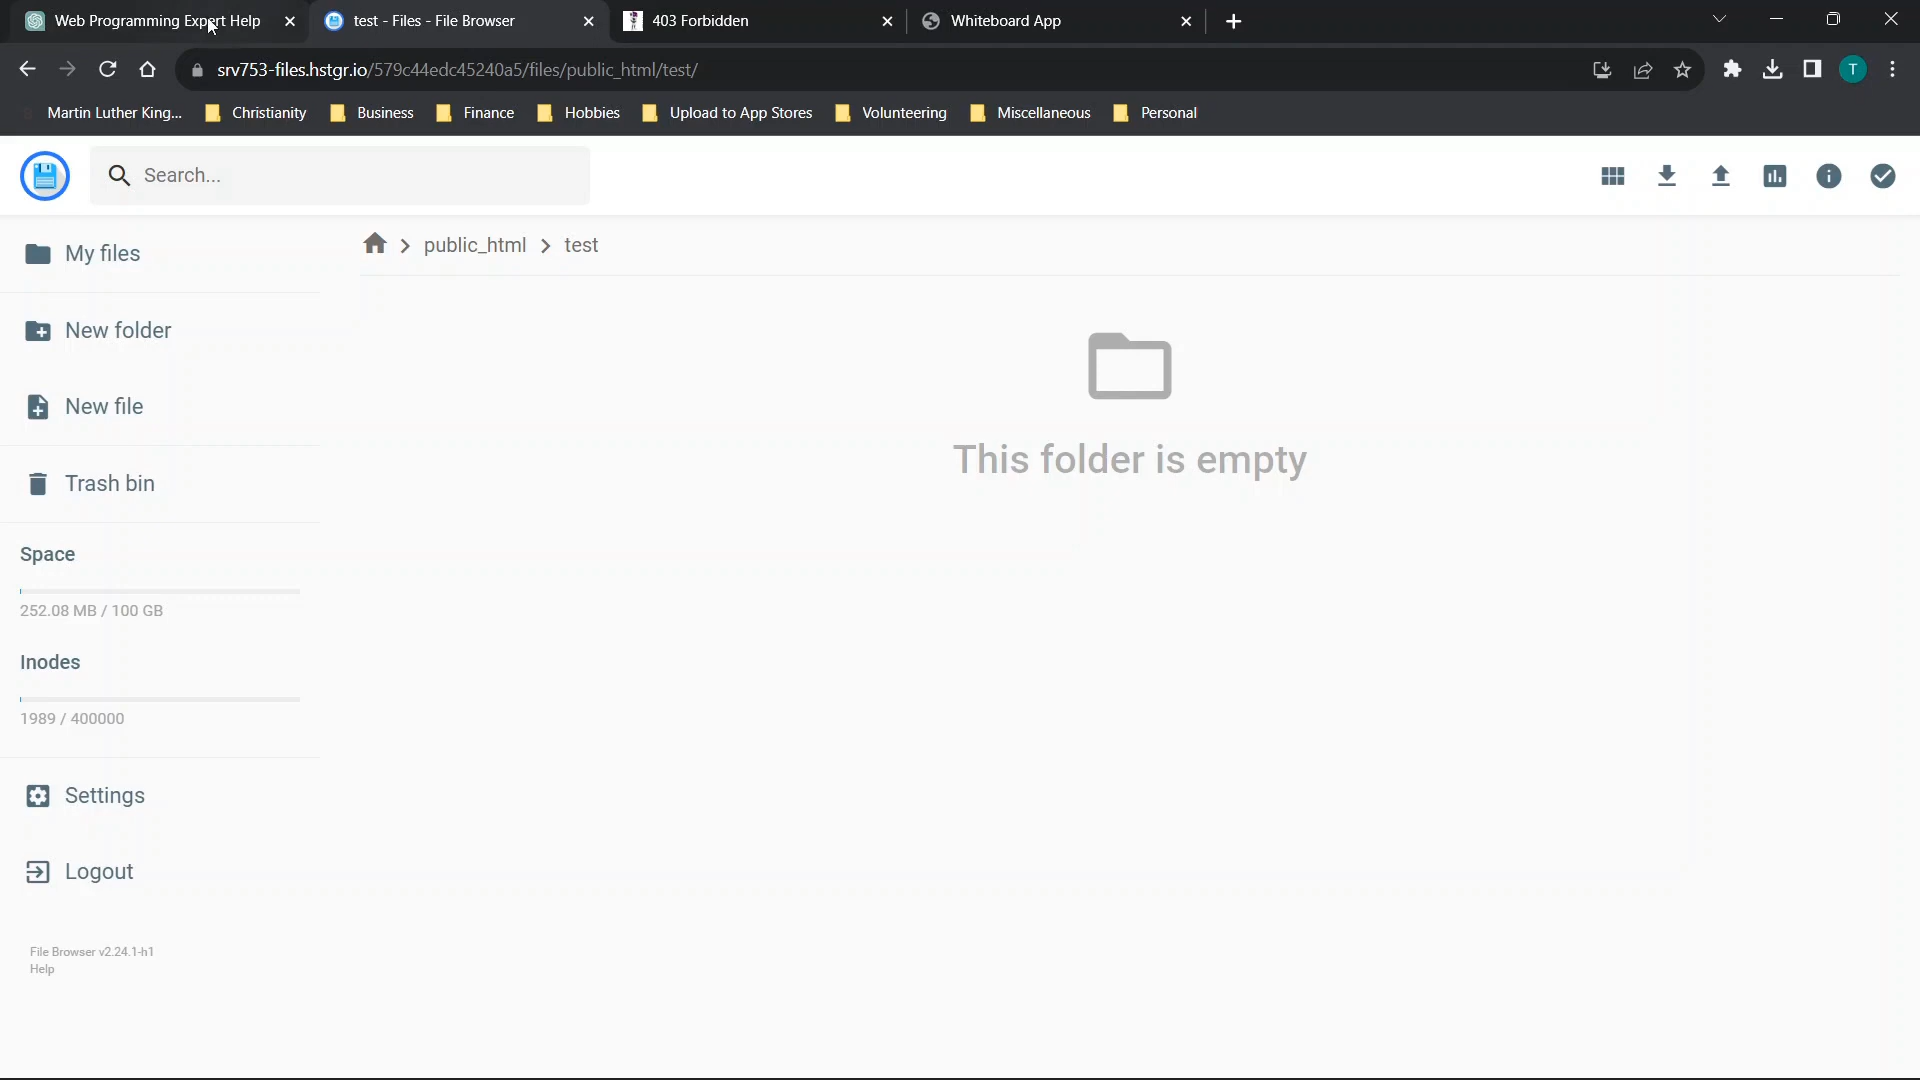 Web Programming Expert Help
test - Files - File Browser
403 Forbidden
Whiteboard App
srv753-files.hstgr.io/579c44edc45240a5/files/public_html/test/
T
Martin Luther King...
Christianity
Business
Finance
Hobbies
Upload to App Stores
Volunteering
Miscellaneous
Personal
Search...
My files
public_html
test
New folder
New file
This folder is empty
Trash bin
Space
252.08 MB / 100 GB
Inodes
1989 / 400000
Settings
Logout
File Browser v2.24.1-h1
Help